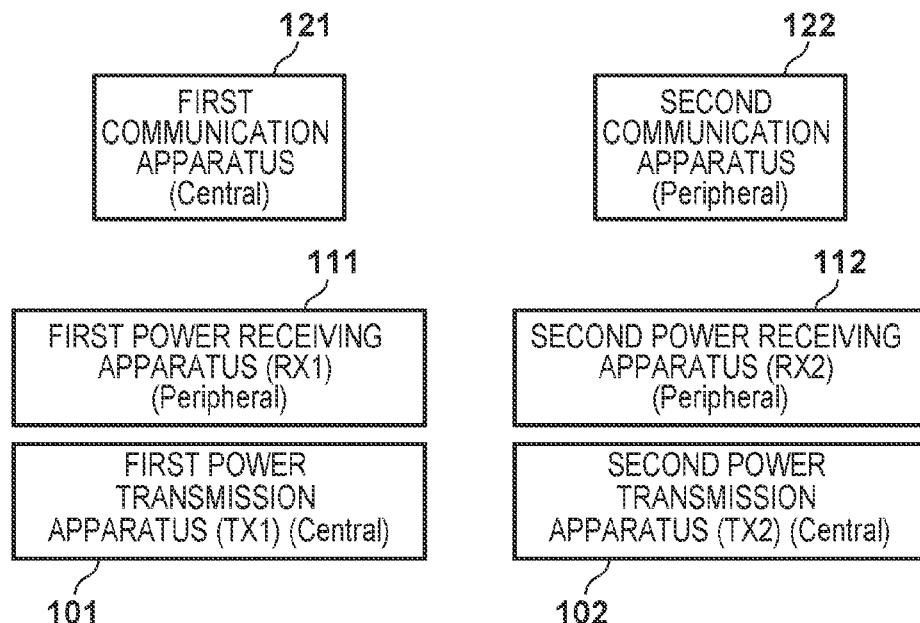 121
FIRST
COMMUNICATION
APPARATUS
(Central)
122
SECOND
COMMUNICATION
APPARATUS
(Peripheral)
111
FIRST POWER RECEIVING
APPARATUS (RX1)
(Peripheral)
112
SECOND POWER RECEIVING
APPARATUS (RX2)
(Peripheral)
FIRST POWER
TRANSMISSION
APPARATUS (TX1) (Central)
101
SECOND POWER
TRANSMISSION
APPARATUS (TX2) (Central)
102